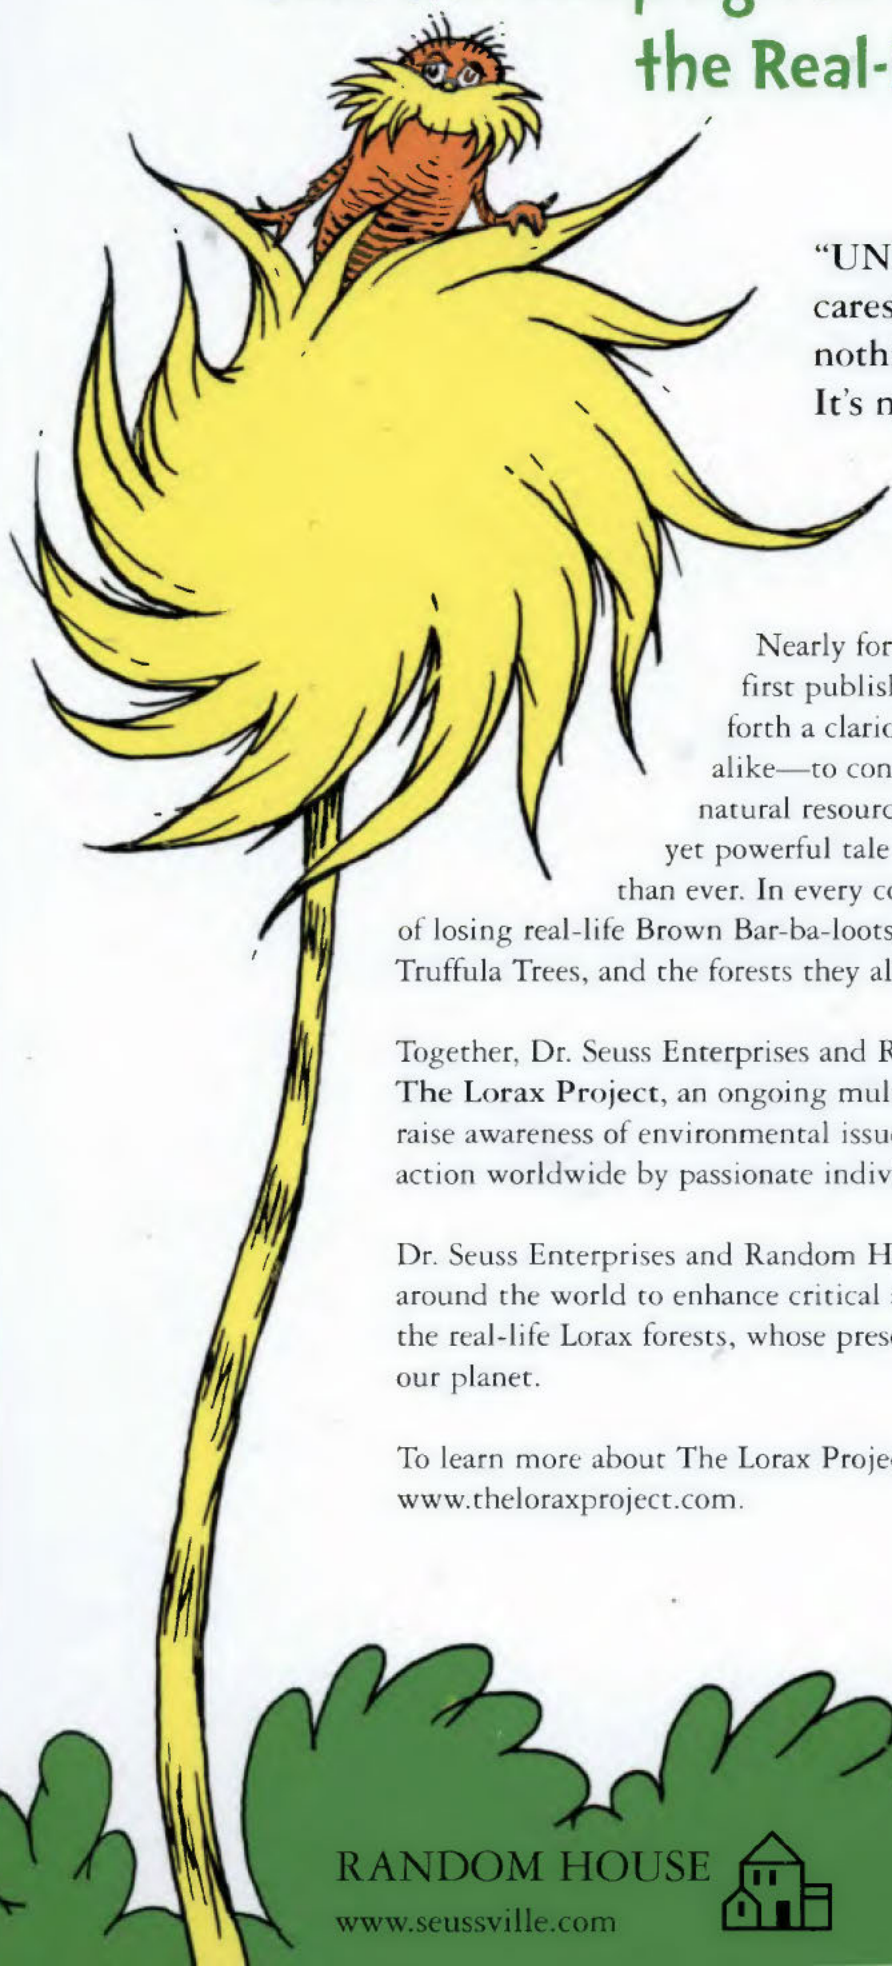 the Real-
“UN
cares
noth
It’s n
Nearly for
first publis
forth a clario
alike—to con
natural resourc
yet powerful tale
than ever. In every co
of losing real-life Brown Bar-ba-loots
Truffula Trees, and the forests they al
Together, Dr. Seuss Enterprises and R
The Lorax Project, an ongoing mul
raise awareness of environmental issu
action worldwide by passionate indiv
Dr. Seuss Enterprises and Random H
around the world to enhance critical
the real-life Lorax forests, whose pres
our planet.
To learn more about The Lorax Proje
www.theloraxproject.com.
RANDOM HOUSE
www.seussville.com